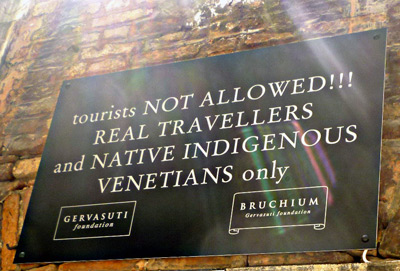 tourists NOT ALLOWED!!!
REAL TRAVELLERS
and NATIVE INDIGENOUS
VENETIANS only
GERVASUTI
foundation
BRUCHIUM
Gervasuti foundation